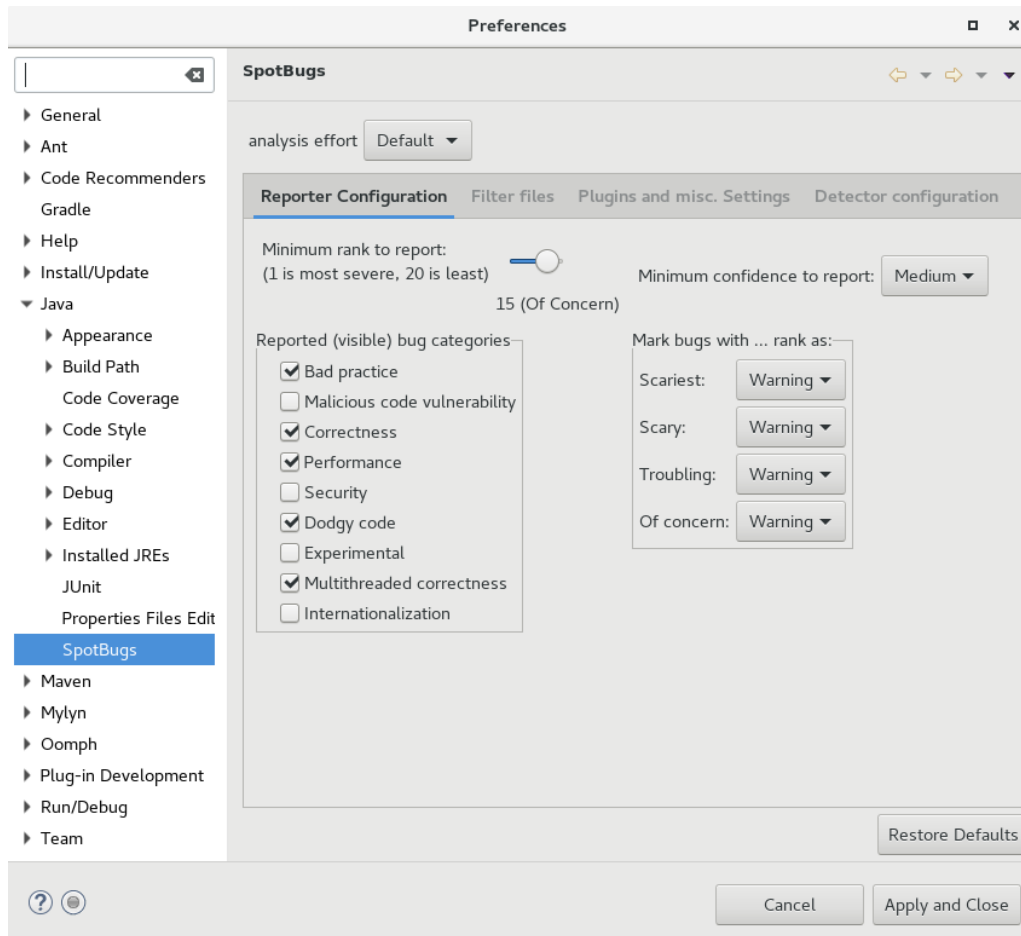 Preferences
SpotBugs
General
Ant
Code Recommenders
Gradle
Help
Install/Update
Java
Appearance
Build Path
Code Coverage
Code Style
Compiler
Debug
Editor
Installed JREs
JUnit
Properties Files Edit
SpotBugs
Maven
Mylyn
Oomph
Plug-in Development
Run/Debug
Team
analysis effort Default
Reporter Configuration Filter files Plugins and misc. Settings Detector configuration
Minimum rank to report:
(1 is most severe, 20 is least)
15 (Of Concern)
Minimum confidence to report: Medium
Reported (visible) bug categories
Bad practice
Malicious code vulnerability
Correctness
Performance
Security
Dodgy code
Experimental
Multithreaded correctness
Internationalization
Mark bugs with ... rank as:
Scariest: Warning
Scary: Warning
Troubling: Warning
Of concern: Warning
Restore Defaults
Cancel Apply and Close